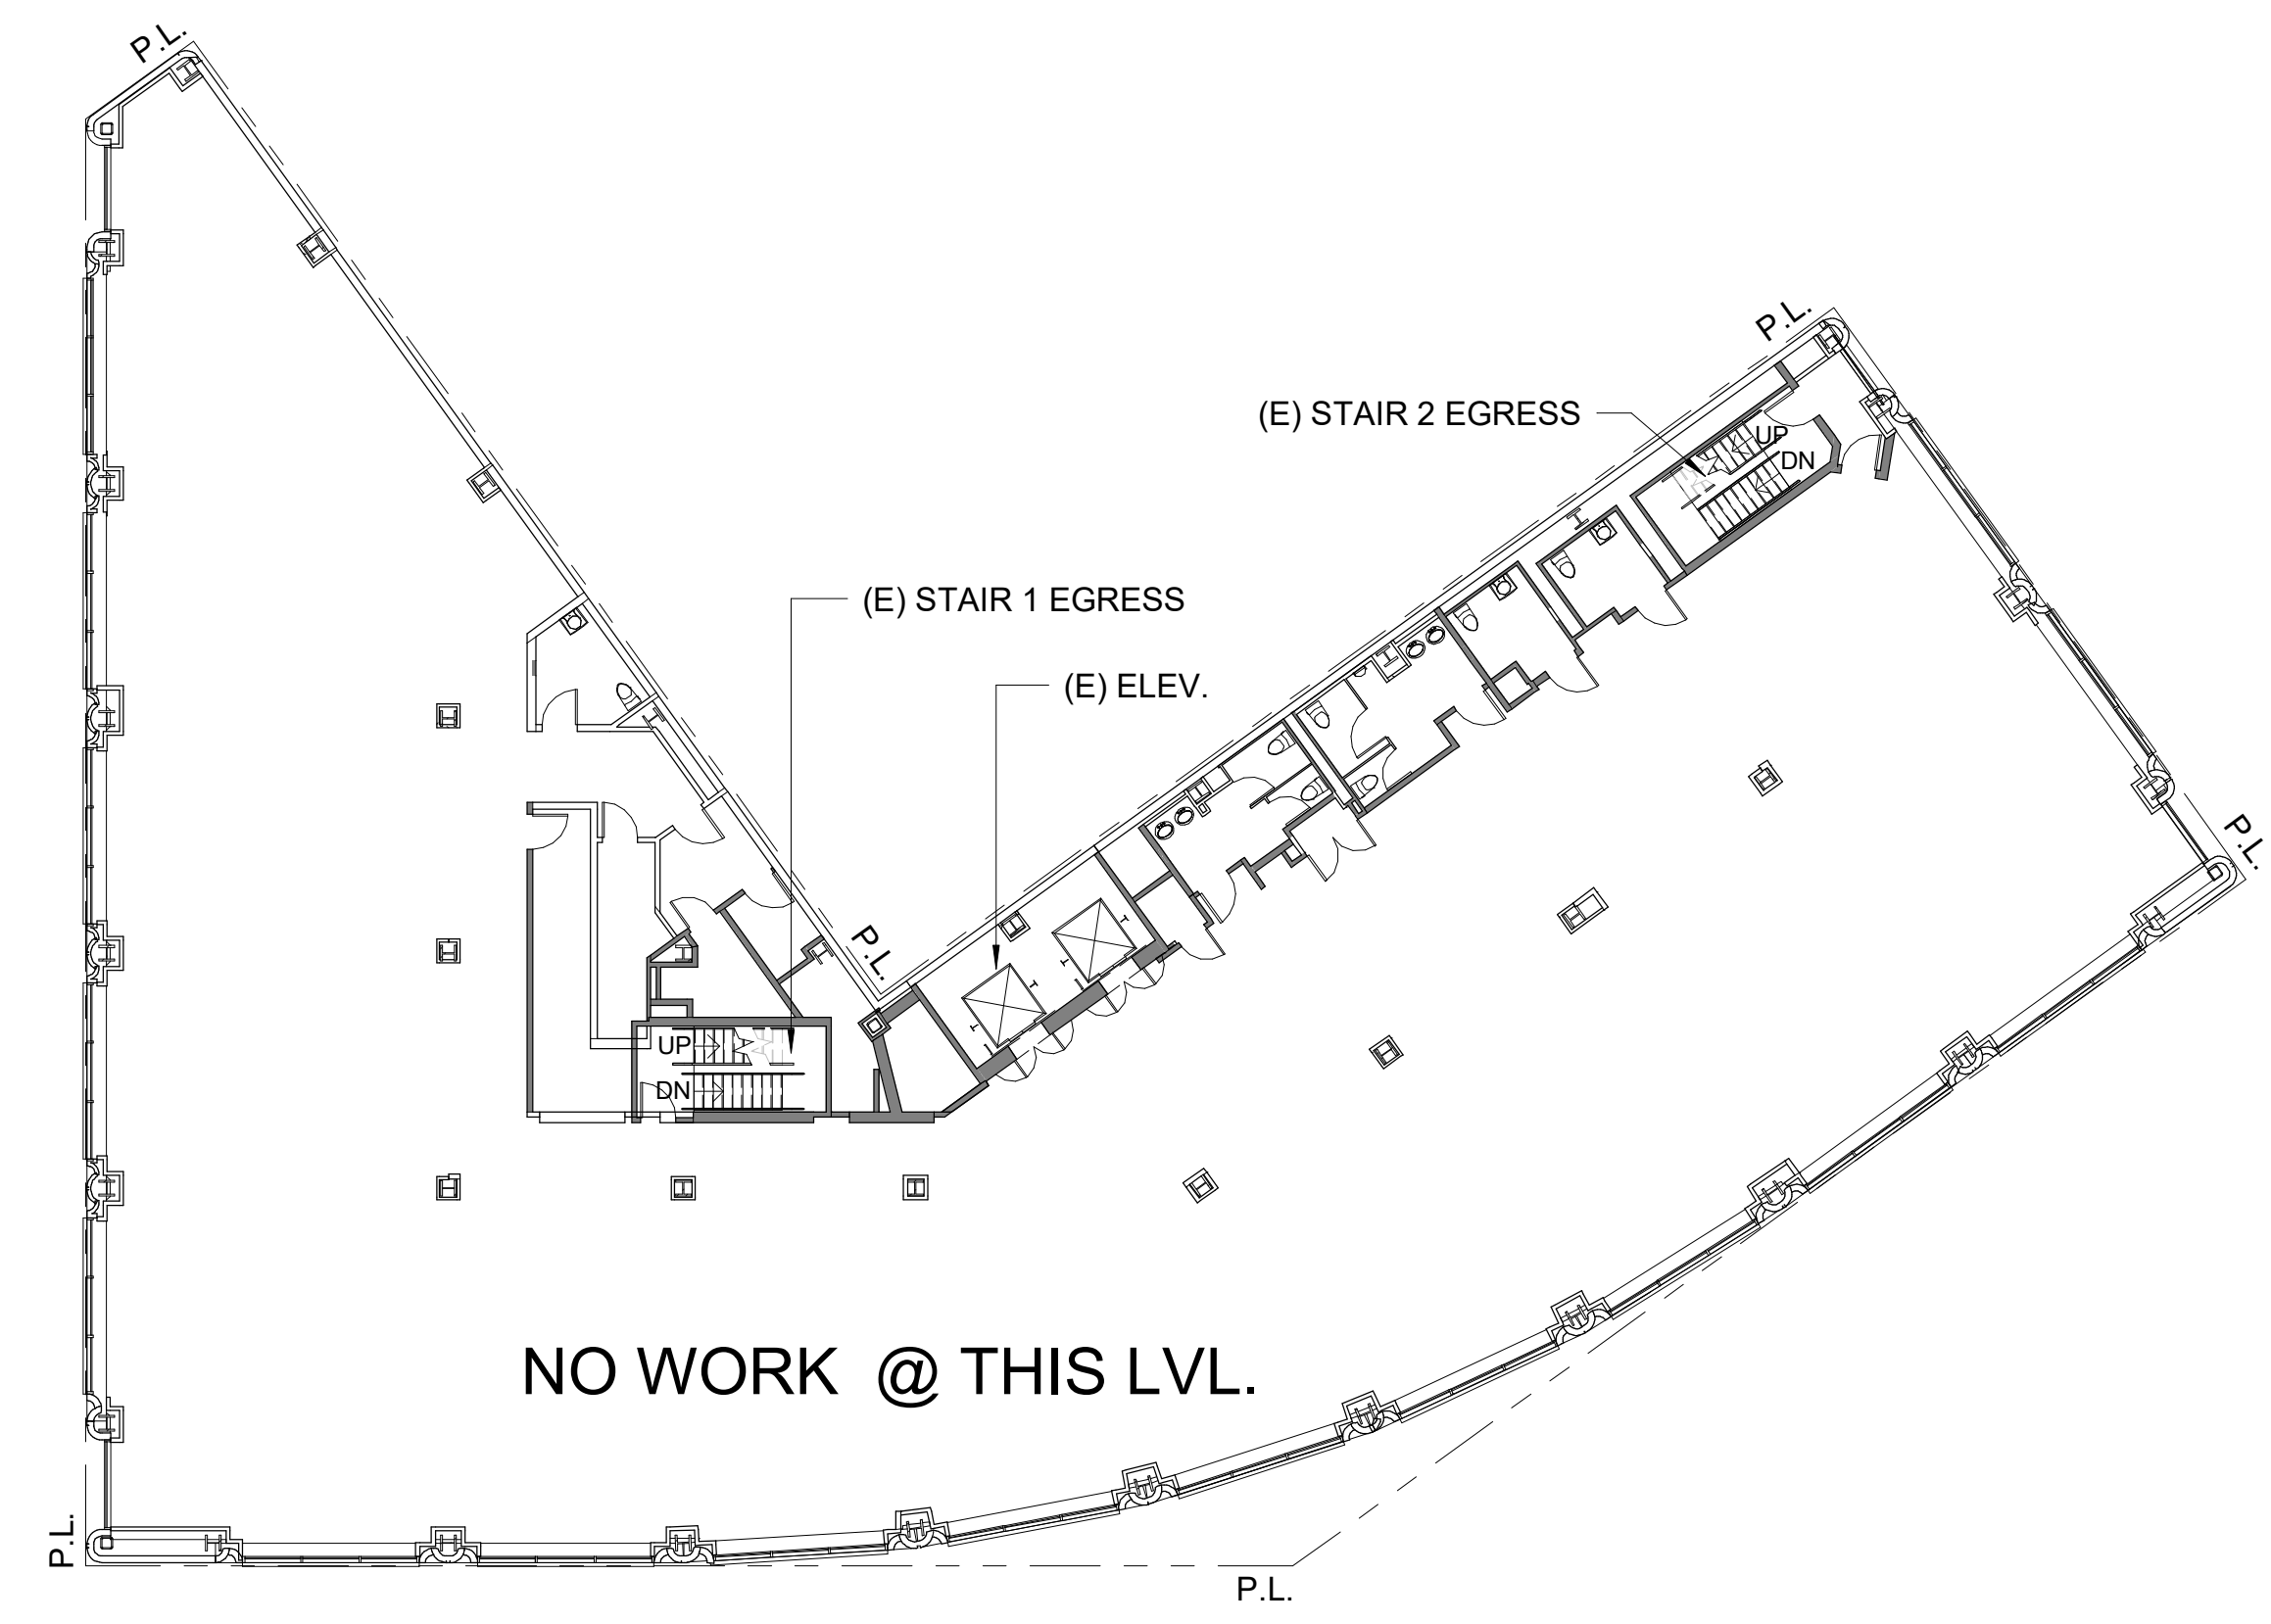 P.L.
P.L.
(E) STAIR 2 EGRESS
UP
DN
(E) STAIR 1 EGRESS
(E) ELEV.
P.L.
P.L.
UP
DN
NO WORK @ THIS LVL.
P.L.
P.L.